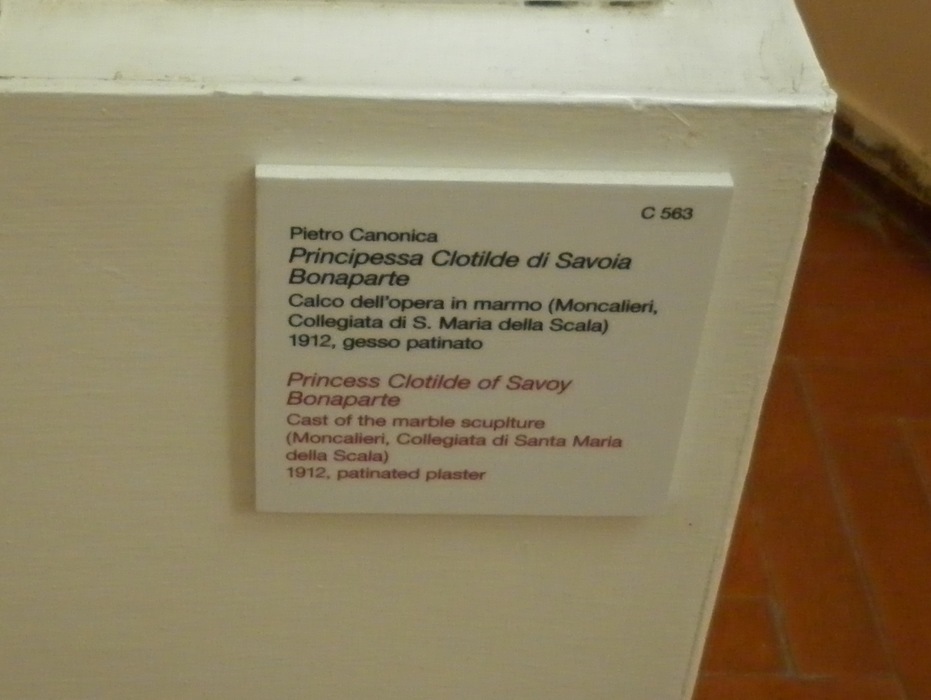 C 563
Pietro Canonica
Principessa Clotilde di Savoia
Bonaparte
Calco dell'opera in marmo (Moncalieri,
Collegiata di S. Maria della Scala)
1912, gesso patinato
Princess Clotilde of Savoy
Bonaparte
Cast of the marble scuplture
(Moncalieri, Collegiata di Santa Maria
della Scala)
1912, patinated plaster